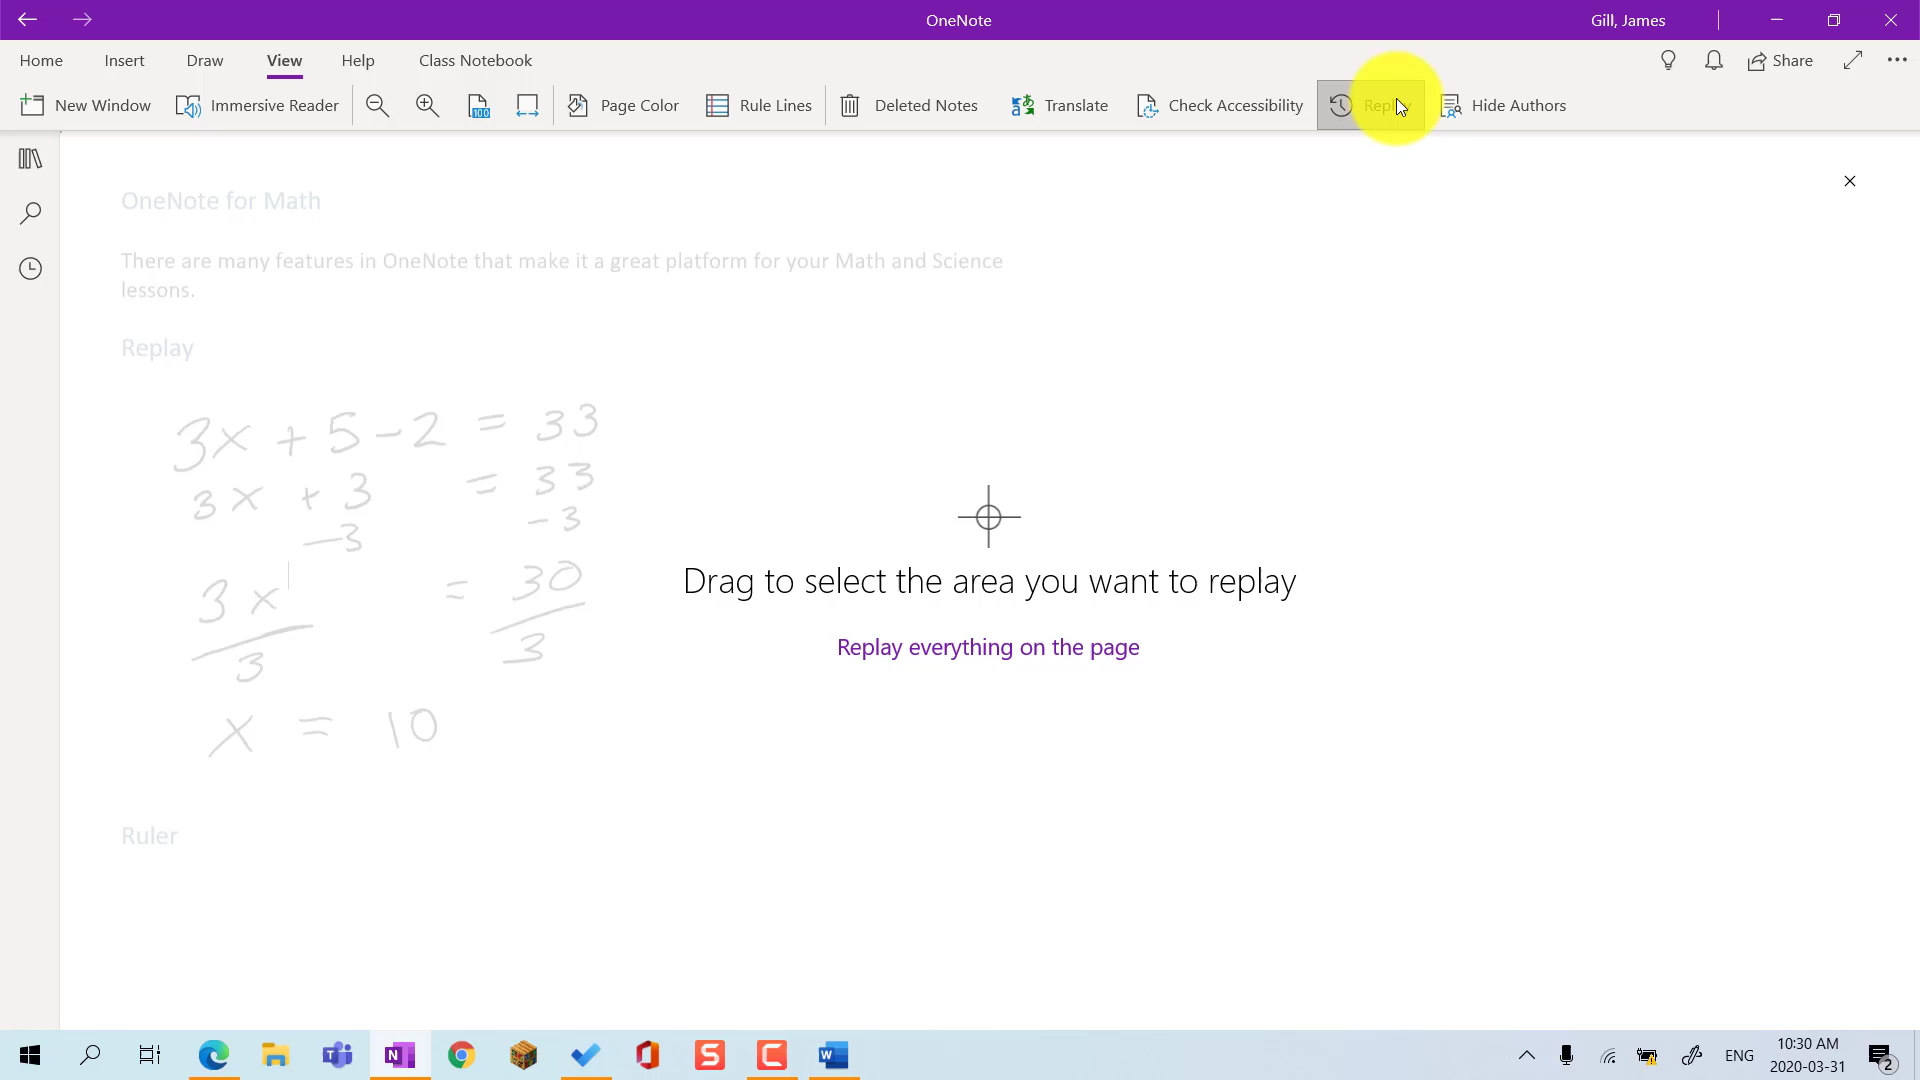 OneNote
Gill, James
Home Insert Draw View Help Class Notebook
Share
New Window Immersive Reader 100 Page Color Rule Lines Deleted Notes Translate Check Accessibility Replay Hide Authors
OneNote for Math
There are many features in OneNote that make it a great platform for your Math and Science
lessons.
Replay
3x + 5 - 2 = 33
3x + 3 = 33
-3 -3
3x = 30
3 3
x = 10
Drag to select the area you want to replay
Replay everything on the page
Ruler
ENG
10:30 AM
2020-03-31
2